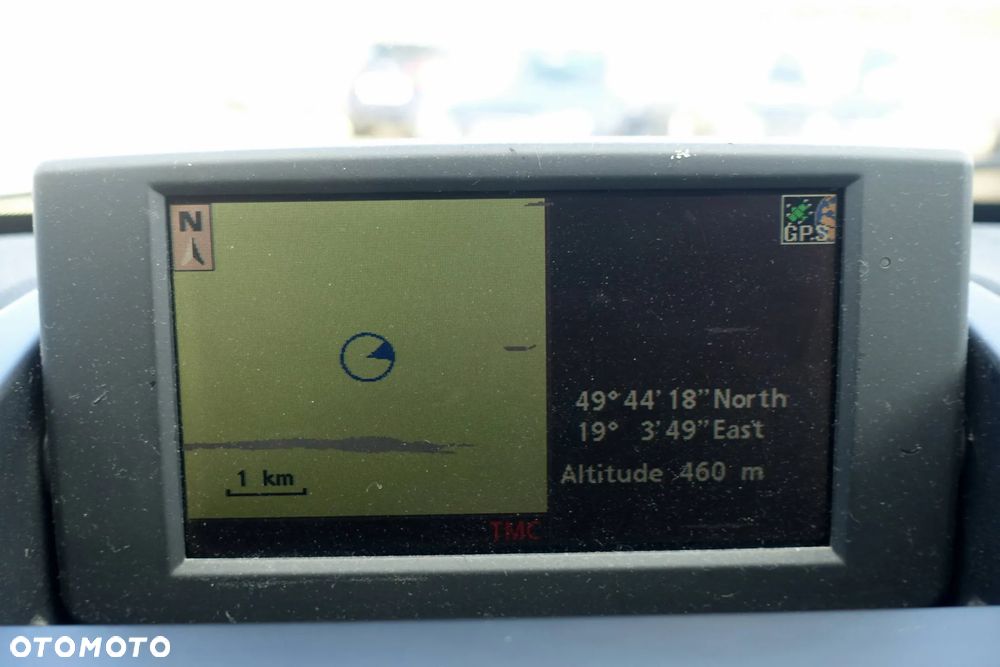 N
GPS
49° 44' 18" North
19° 3' 49" East
Altitude 460 m
1 km
TMC
OTOMOTO